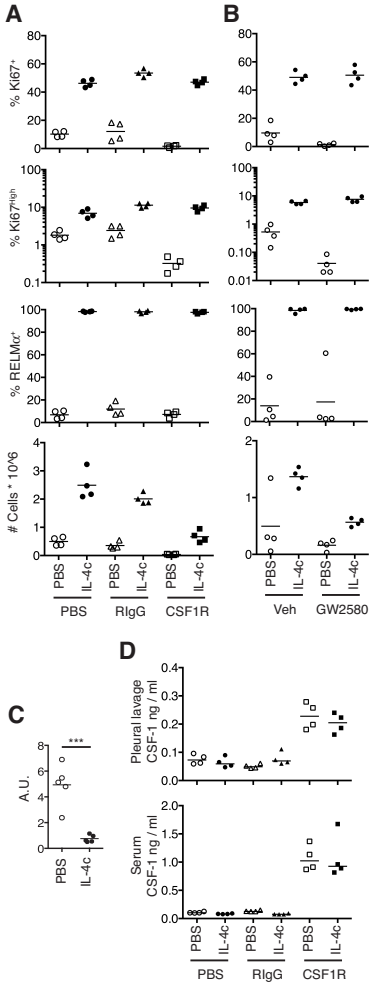 A
B
% Ki67+
80
60
40
20
0
80
60
40
20
0
% Ki67High
100
10
1
0.1
100
10
1
0.1
0.01
% RELMα+
100
80
60
40
20
0
100
80
60
40
20
0
# Cells * 10^6
4
3
2
1
0
2
1
0
PBS
IL-4c
PBS
IL-4c
PBS
IL-4c
PBS
IL-4c
PBS
IL-4c
PBS
RIgG
CSF1R
Veh
GW2580
C
A.U.
8
6
4
2
0
***
PBS
IL-4c
D
Pleural lavage
CSF-1 ng / ml
0.4
0.3
0.2
0.1
0.0
Serum
CSF-1 ng / ml
2.0
1.5
1.0
0.5
0.0
PBS
IL-4c
PBS
IL-4c
PBS
IL-4c
PBS
RIgG
CSF1R